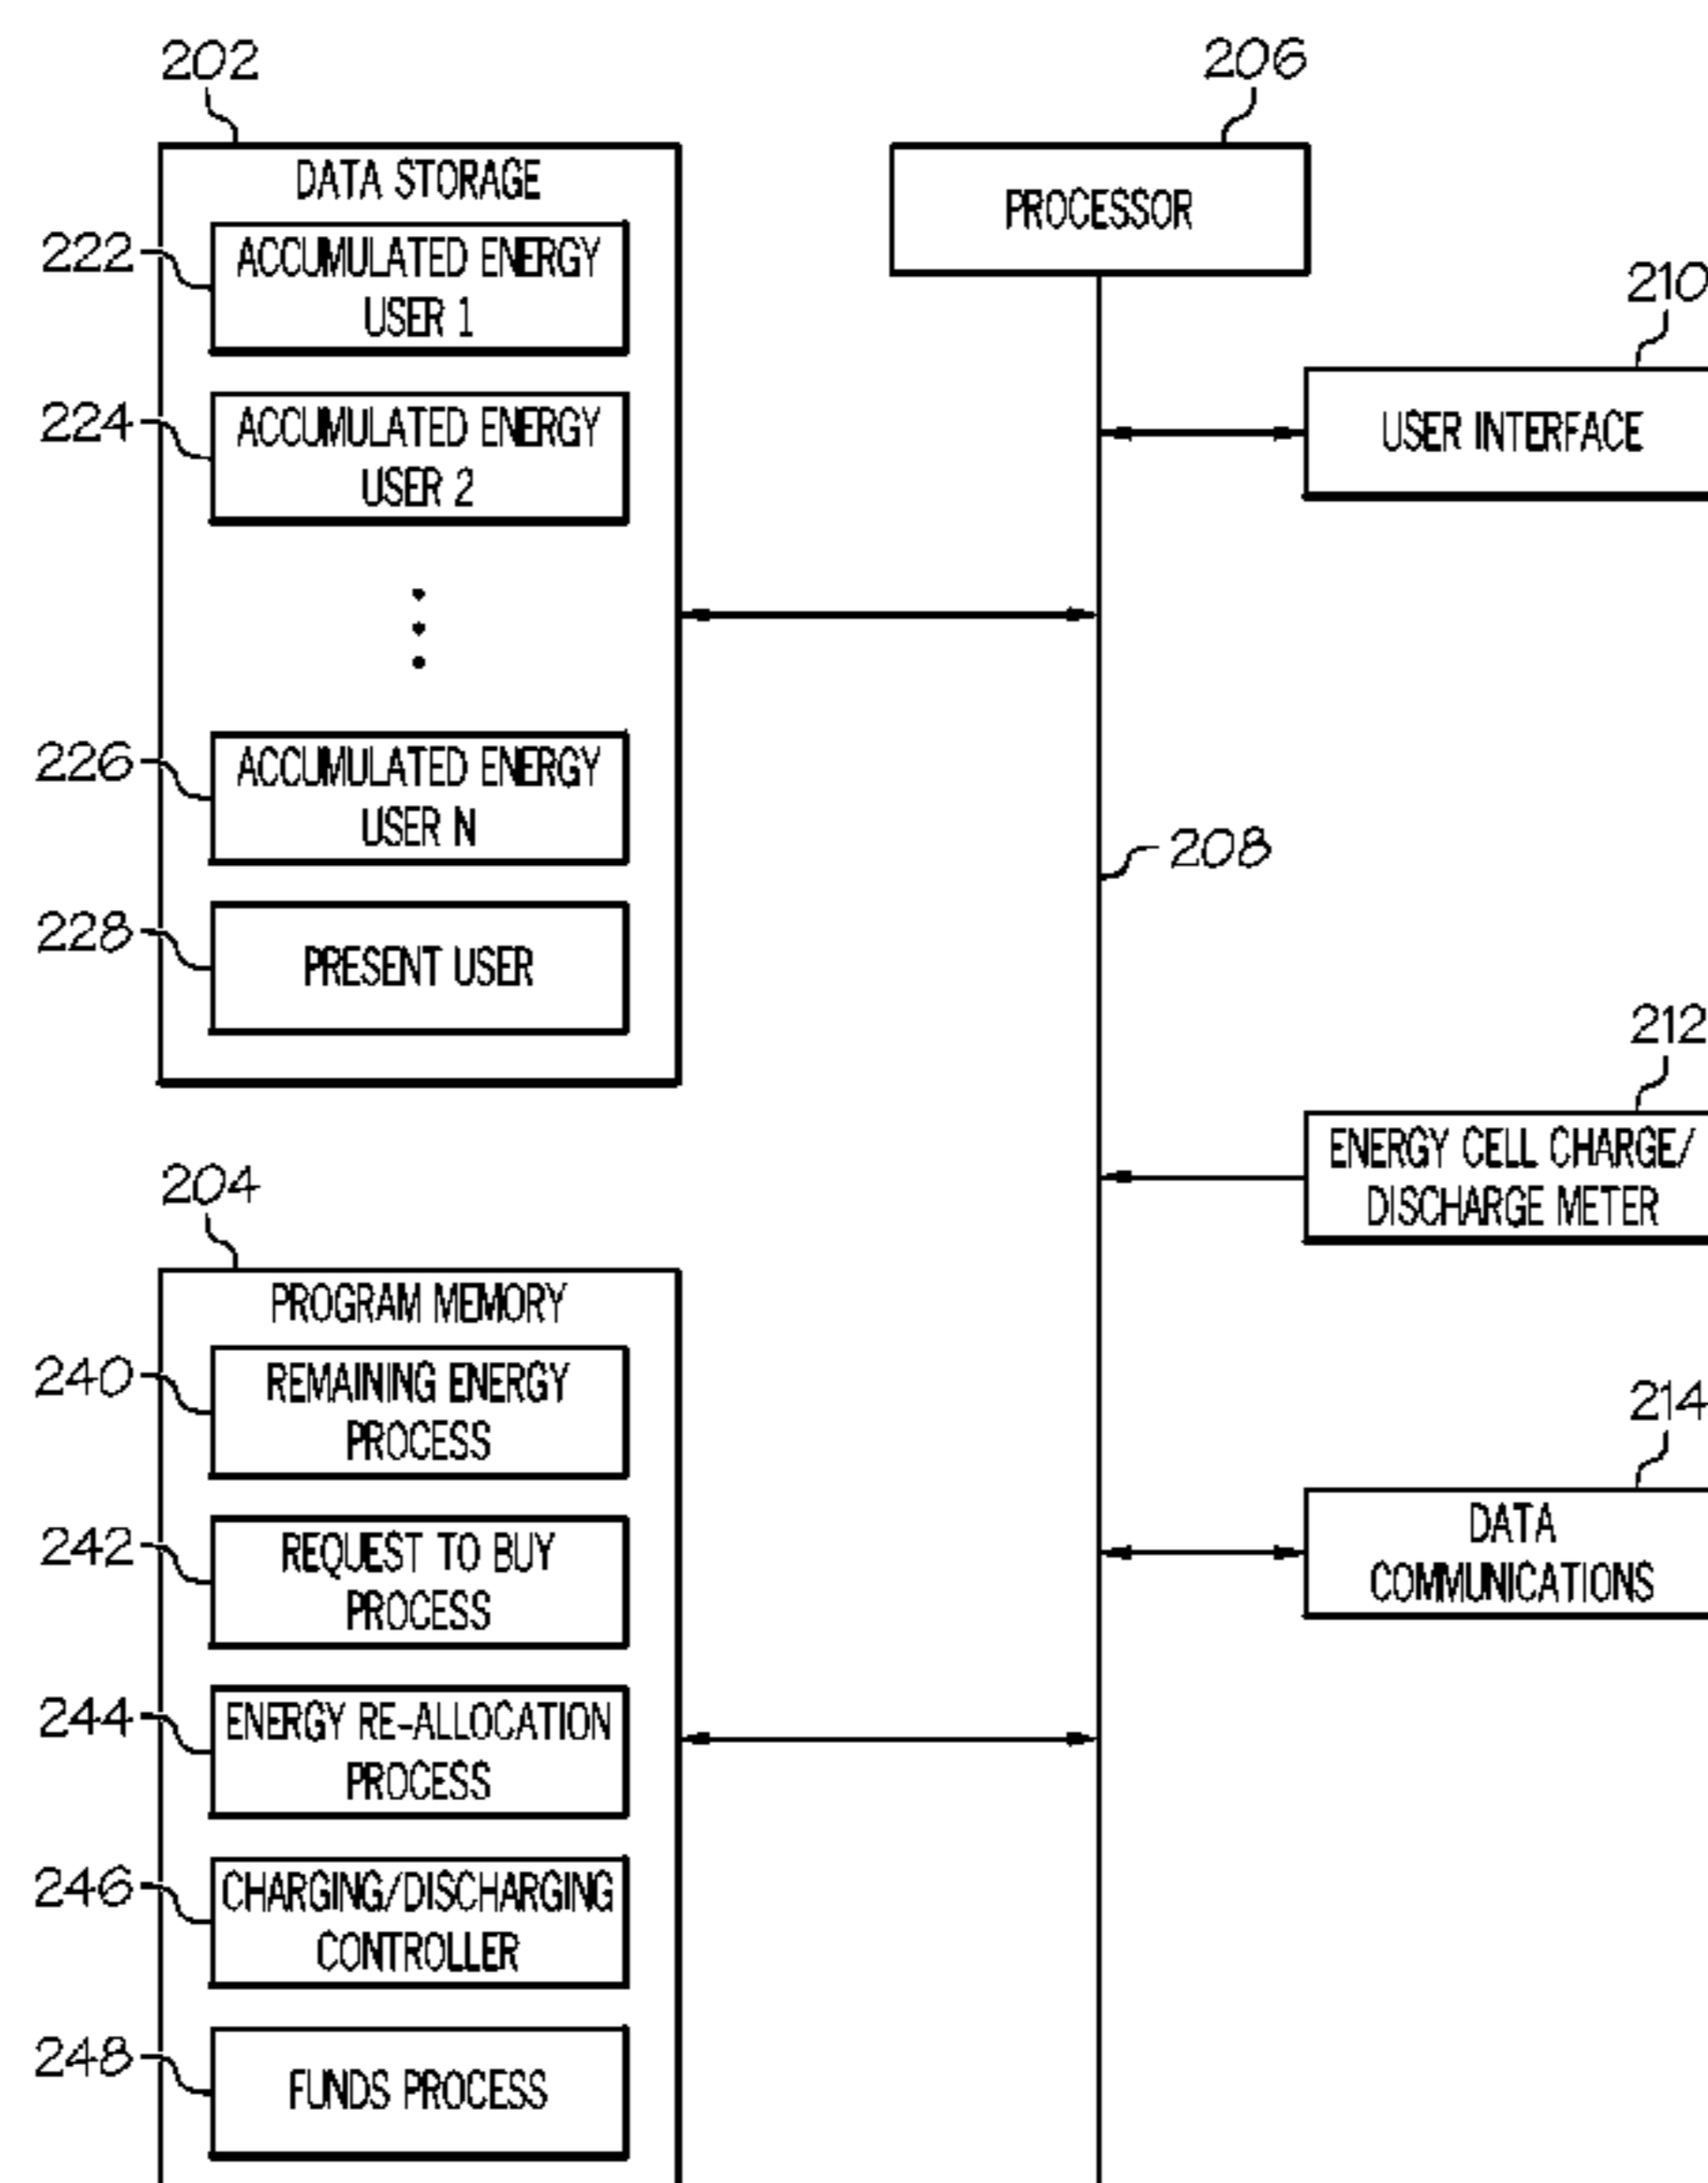 202
DATA STORAGE
222
ACCUMULATED ENERGY
USER 1
224
ACCUMULATED ENERGY
USER 2
226
ACCUMULATED ENERGY
USER N
228
PRESENT USER
204
PROGRAM MEMORY
240
REMAINING ENERGY
PROCESS
242
REQUEST TO BUY
PROCESS
244
ENERGY RE-ALLOCATION
PROCESS
246
CHARGING/DISCHARGING
CONTROLLER
248
FUNDS PROCESS
206
PROCESSOR
210
USER INTERFACE
208
212
ENERGY CELL CHARGE/
DISCHARGE METER
214
DATA
COMMUNICATIONS